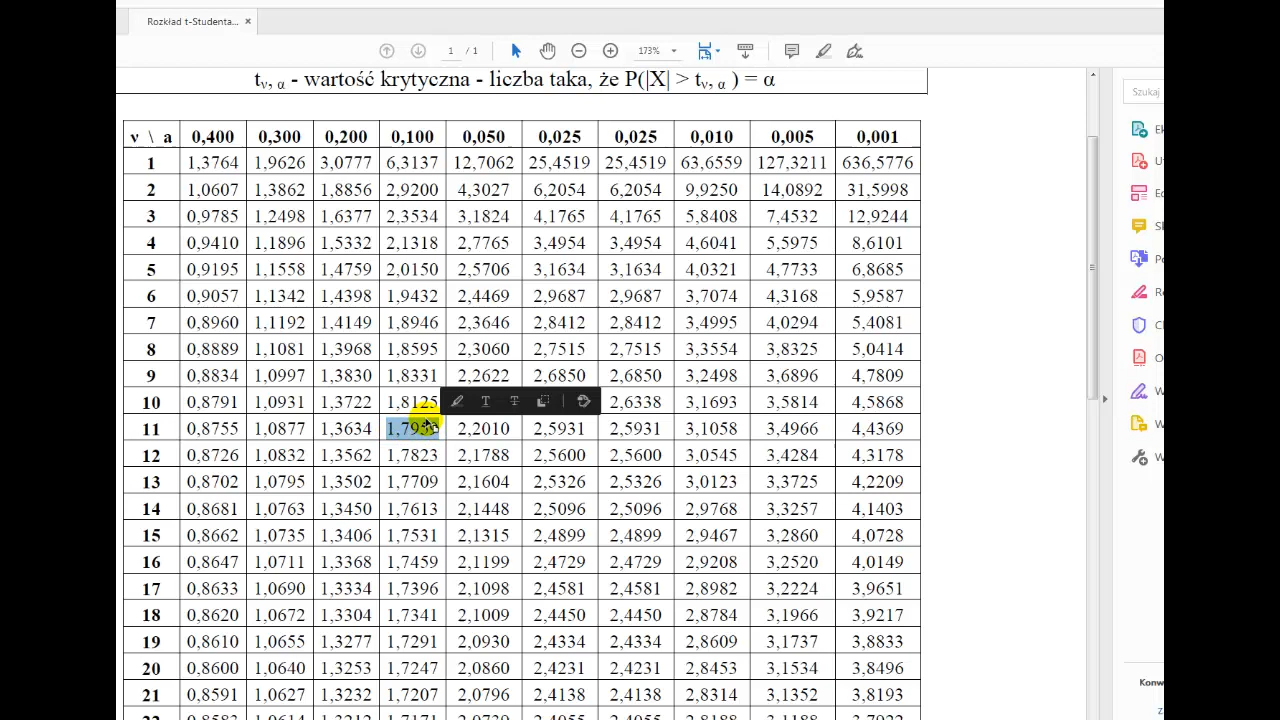 Rozkład t-Studenta... ×
1 / 1 173%
t ν, α - wartość krytyczna - liczba taka, że P(|X| > t ν, α ) = α
Szukaj
ν \ a 0,400 0,300 0,200 0,100 0,050 0,025 0,025 0,010 0,005 0,001
1 1,3764 1,9626 3,0777 6,3137 12,7062 25,4519 25,4519 63,6559 127,3211 636,5776
2 1,0607 1,3862 1,8856 2,9200 4,3027 6,2054 6,2054 9,9250 14,0892 31,5998
3 0,9785 1,2498 1,6377 2,3534 3,1824 4,1765 4,1765 5,8408 7,4532 12,9244
4 0,9410 1,1896 1,5332 2,1318 2,7765 3,4954 3,4954 4,6041 5,5975 8,6101
5 0,9195 1,1558 1,4759 2,0150 2,5706 3,1634 3,1634 4,0321 4,7733 6,8685
6 0,9057 1,1342 1,4398 1,9432 2,4469 2,9687 2,9687 3,7074 4,3168 5,9587
7 0,8960 1,1192 1,4149 1,8946 2,3646 2,8412 2,8412 3,4995 4,0294 5,4081
8 0,8889 1,1081 1,3968 1,8595 2,3060 2,7515 2,7515 3,3554 3,8325 5,0414
9 0,8834 1,0997 1,3830 1,8331 2,2622 2,6850 2,6850 3,2498 3,6896 4,7809
10 0,8791 1,0931 1,3722 1,8125 2,6338 3,1693 3,5814 4,5868
11 0,8755 1,0877 1,3634 2,2010 2,5931 2,5931 3,1058 3,4966 4,4369
12 0,8726 1,0832 1,3562 1,7823 2,1788 2,5600 2,5600 3,0545 3,4284 4,3178
13 0,8702 1,0795 1,3502 1,7709 2,1604 2,5326 2,5326 3,0123 3,3725 4,2209
14 0,8681 1,0763 1,3450 1,7613 2,1448 2,5096 2,5096 2,9768 3,3257 4,1403
15 0,8662 1,0735 1,3406 1,7531 2,1315 2,4899 2,4899 2,9467 3,2860 4,0728
16 0,8647 1,0711 1,3368 1,7459 2,1199 2,4729 2,4729 2,9208 3,2520 4,0149
17 0,8633 1,0690 1,3334 1,7396 2,1098 2,4581 2,4581 2,8982 3,2224 3,9651
18 0,8620 1,0672 1,3304 1,7341 2,1009 2,4450 2,4450 2,8784 3,1966 3,9217
19 0,8610 1,0655 1,3277 1,7291 2,0930 2,4334 2,4334 2,8609 3,1737 3,8833
20 0,8600 1,0640 1,3253 1,7247 2,0860 2,4231 2,4231 2,8453 3,1534 3,8496
21 0,8591 1,0627 1,3232 1,7207 2,0796 2,4138 2,4138 2,8314 3,1352 3,8193
Konw